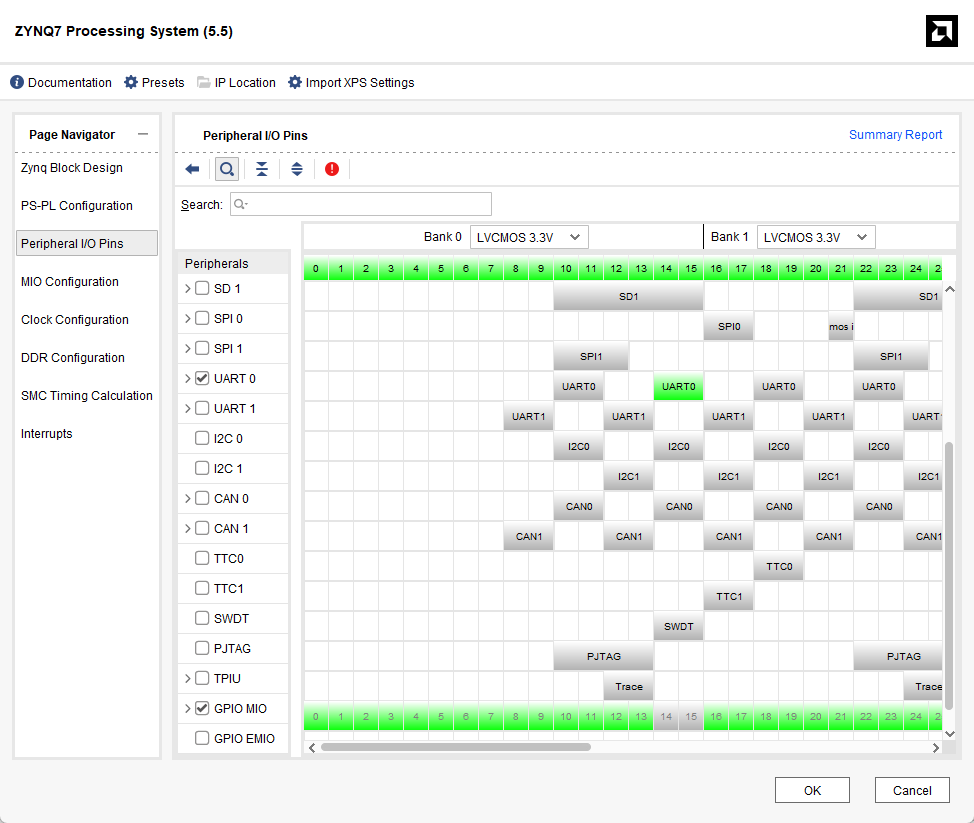 ZYNQ7 Processing System (5.5)
Documentation Presets IP Location Import XPS Settings
Page Navigator
Zynq Block Design
PS-PL Configuration
Peripheral I/O Pins
MIO Configuration
Clock Configuration
DDR Configuration
SMC Timing Calculation
Interrupts
Peripheral I/O Pins Summary Report
Search:
Bank 0 LVCMOS 3.3V Bank 1 LVCMOS 3.3V
Peripherals 0 1 2 3 4 5 6 7 8 9 10 11 12 13 14 15 16 17 18 19 20 21 22 23 24
SD 1 SD1 SD1
SPI 0 SPI0 mos i
SPI 1 SPI1 SPI1
UART 0 UART0 UART0 UART0 UART0
UART 1 UART1 UART1 UART1 UART1 UART
I2C 0 I2C0 I2C0 I2C0 I2C0
I2C 1 I2C1 I2C1 I2C1 I2C1
CAN 0 CAN0 CAN0 CAN0 CAN0
CAN 1 CAN1 CAN1 CAN1 CAN1 CAN1
TTC0 TTC0
TTC1 TTC1
SWDT SWDT
PJTAG PJTAG PJTAG
TPIU Trace Trace
GPIO MIO 0 1 2 3 4 5 6 7 8 9 10 11 12 13 14 15 16 17 18 19 20 21 22 23 24
GPIO EMIO
OK Cancel